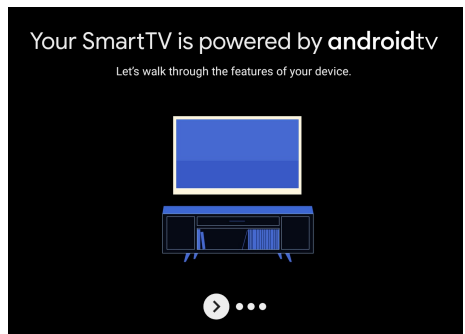 Your SmartTV is powered by androidtv
Let's walk through the features of your device.